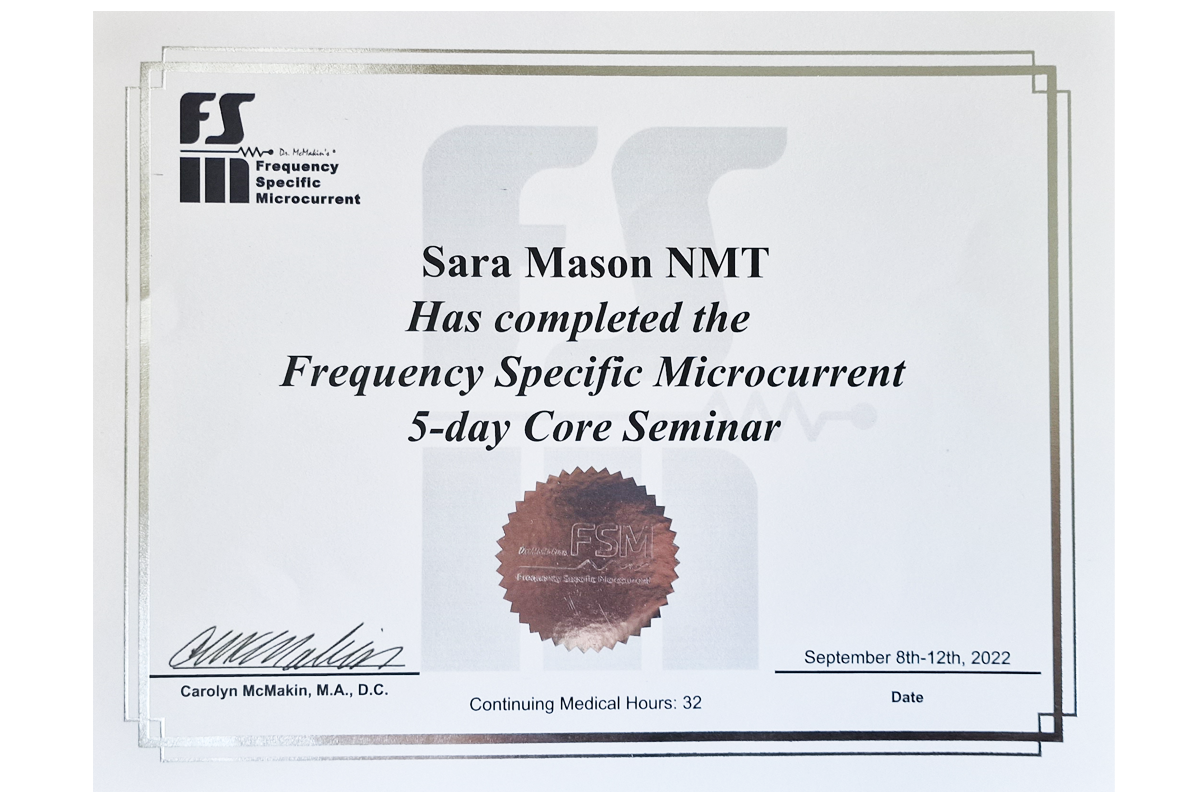 FS
Dr. McMakin's
m
Frequency
Specific
Microcurrent
Sara Mason NMT
Has completed the
Frequency Specific Microcurrent
5-day Core Seminar
FSM
Frequency Specific Microcurrent
Carolyn McMakin, M.A., D.C.
Continuing Medical Hours: 32
September 8th-12th, 2022
Date